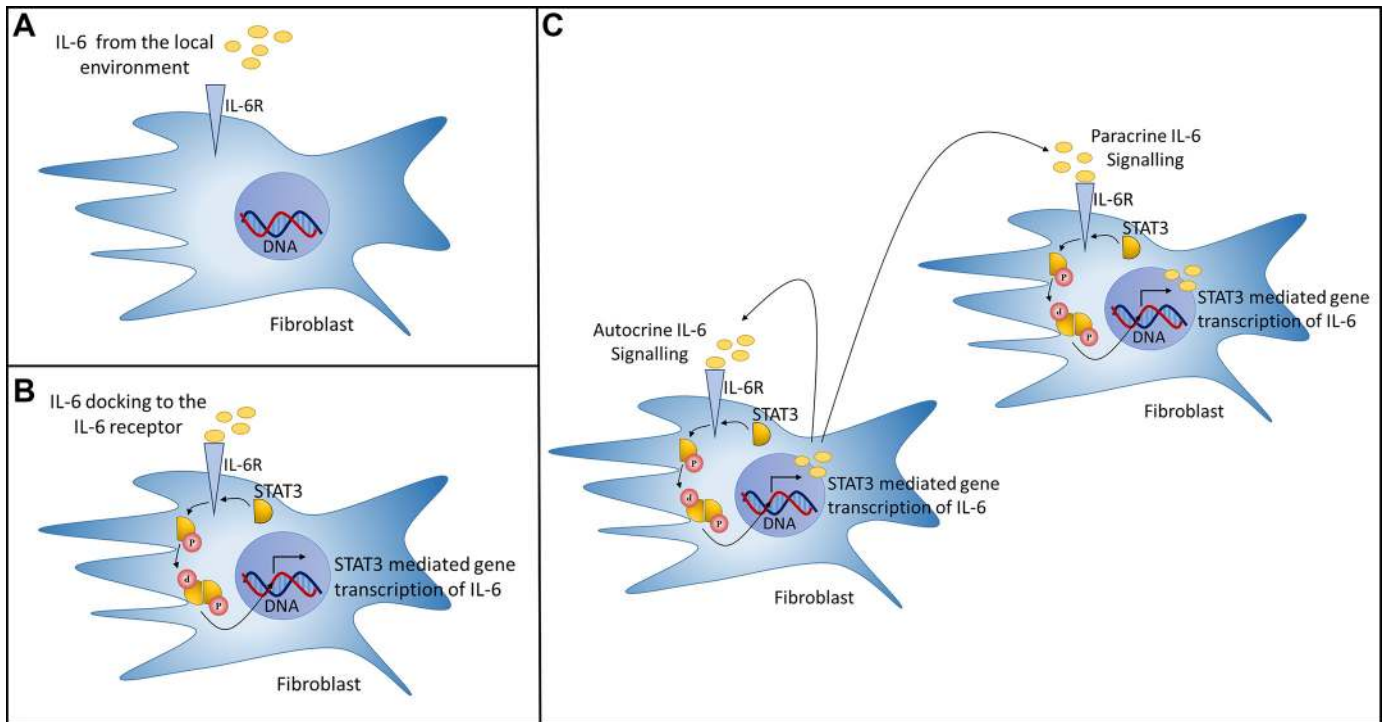 A
IL-6 from the local
environment
IL-6R
DNA
Fibroblast
B
IL-6 docking to the
IL-6 receptor
IL-6R
STAT3
P
P
P
STAT3 mediated gene
transcription of IL-6
DNA
Fibroblast
C
Paracrine IL-6
Signalling
IL-6R
STAT3
P
P
P
STAT3 mediated gene
transcription of IL-6
DNA
Fibroblast
Autocrine IL-6
Signalling
IL-6R
STAT3
P
P
P
STAT3 mediated gene
transcription of IL-6
DNA
Fibroblast